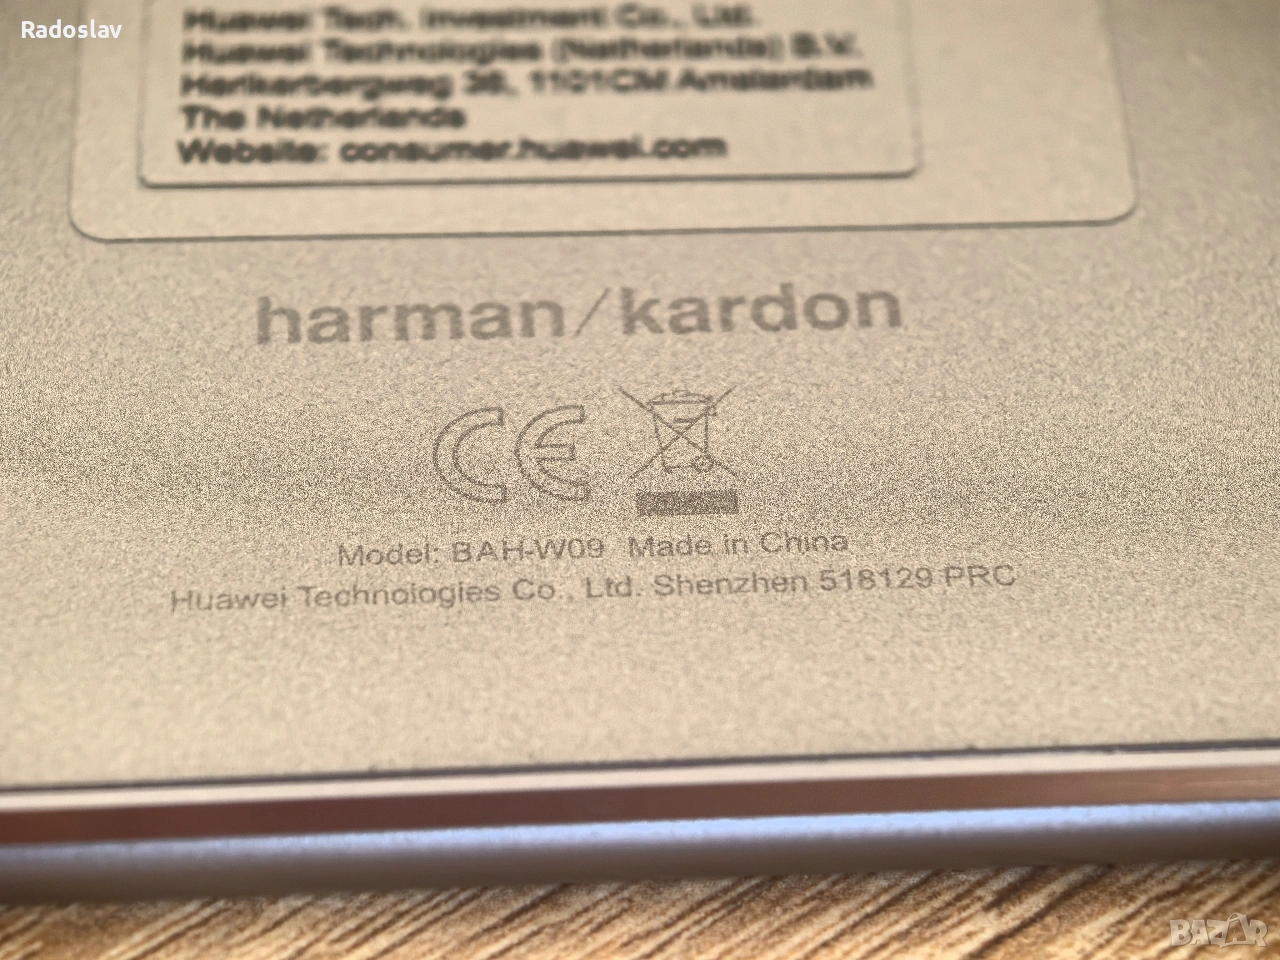 Radoslav
Huawei Tech. Investment Co., Ltd.
Huawei Technologies (Netherlands) B.V.
Herikerbergweg 36, 1101CM Amsterdam
The Netherlands
Website: consumer.huawei.com
harman/kardon
CE
Model: BAH-W09 Made in China
Huawei Technologies Co., Ltd. Shenzhen 518129 PRC
BAZAR